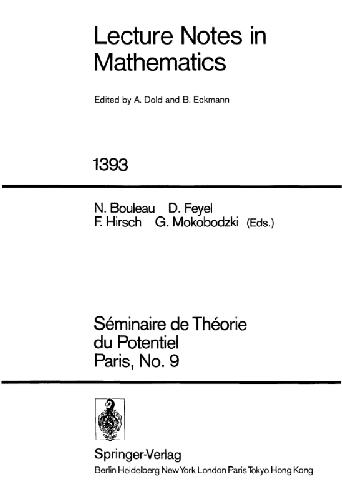 Lecture Notes in
Mathematics
Edited by A. Dold and B. Eckmann
1393
N. Bouleau D. Feyel
F. Hirsch G. Mokobodzki (Eds.)
Séminaire de Théorie
du Potentiel
Paris, No. 9
Springer-Verlag
Berlin Heidelberg New York London Paris Tokyo Hong Kong